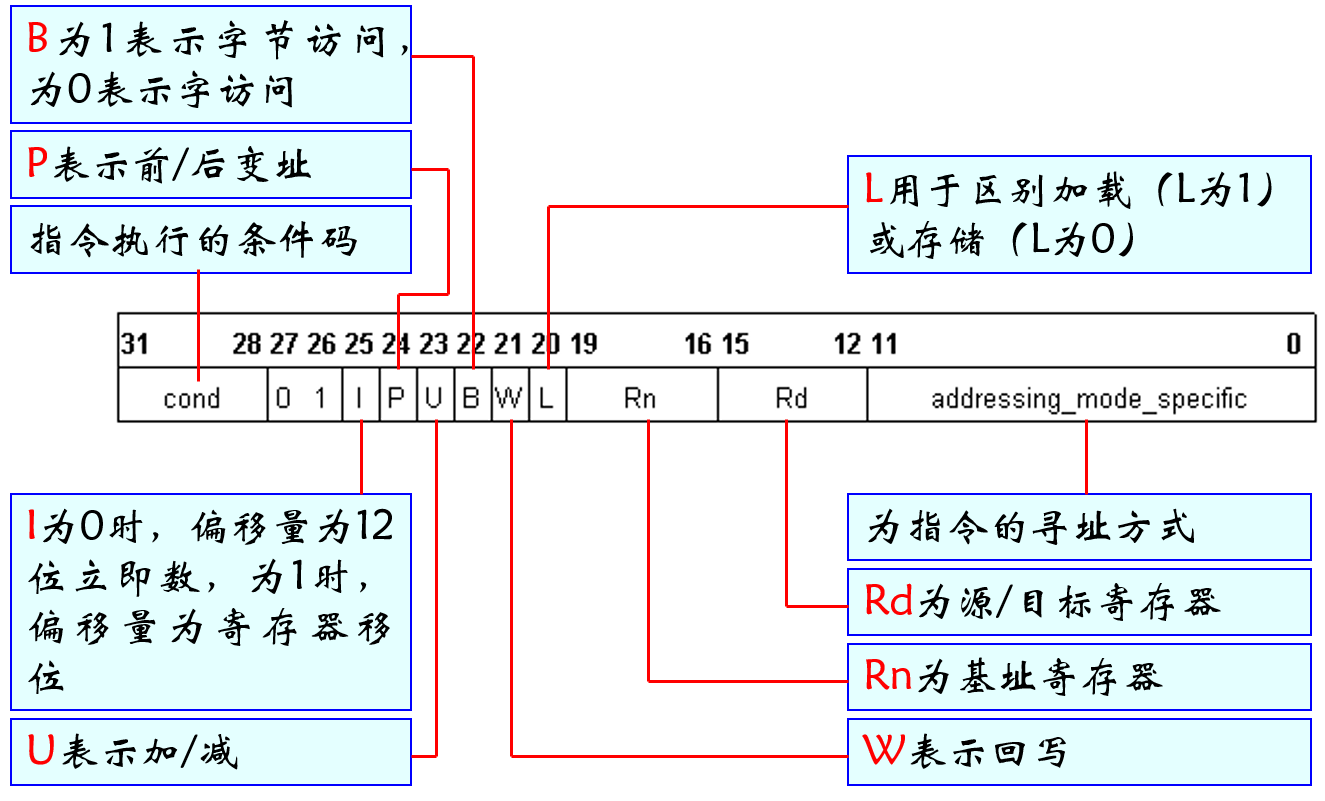 B为1表示字节访问，
为0表示字访问
P表示前/后变址
指令执行的条件码
L用于区别加载（L为1）
或存储（L为0）
31 28 27 26 25 24 23 22 21 20 19 16 15 12 11 0
cond 0 1 I P U B W L Rn Rd addressing_mode_specific
I为0时，偏移量为12
位立即数，为1时，
偏移量为寄存器移
位
U表示加/减
为指令的寻址方式
Rd为源/目标寄存器
Rn为基址寄存器
W表示回写